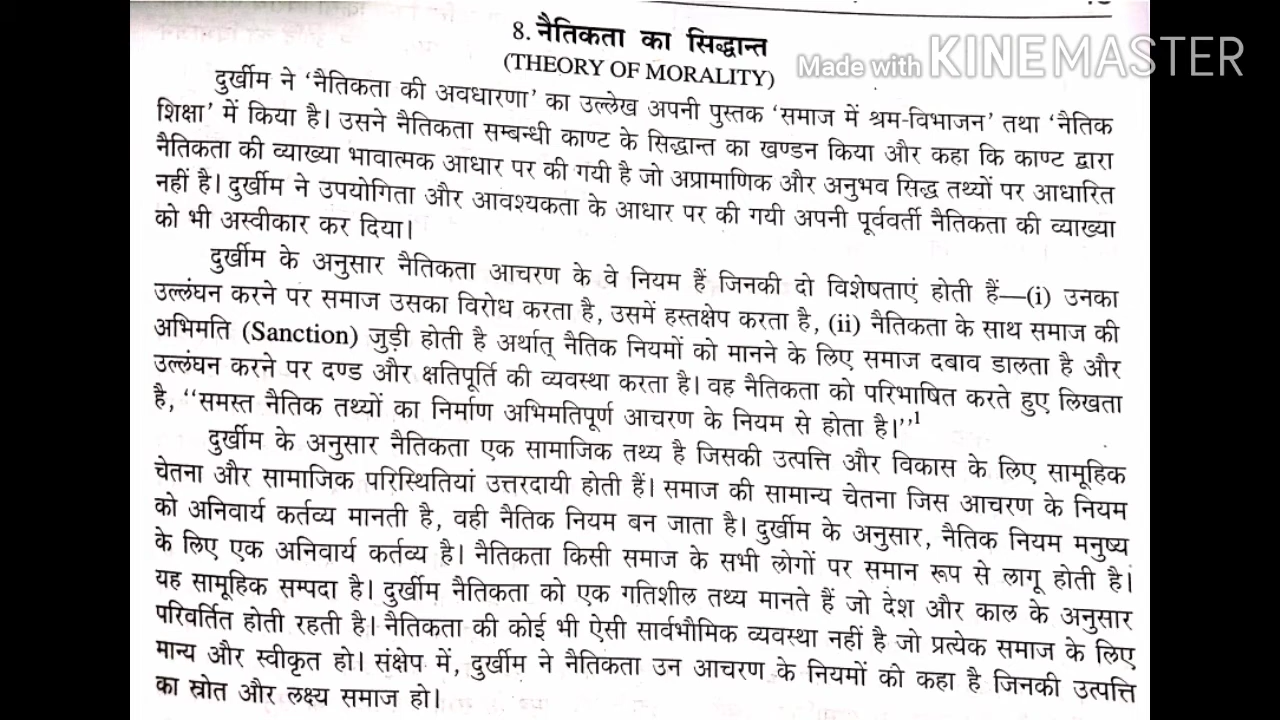 8. नैतिकता का सिद्धान्त
(THEORY OF MORALITY)
Made with KINEMASTER
दुर्खीम ने ‘नैतिकता की अवधारणा’ का उल्लेख अपनी पुस्तक ‘समाज में श्रम-विभाजन’ तथा ‘नैतिक
शिक्षा’ में किया है। उसने नैतिकता सम्बन्धी काण्ट के सिद्धान्त का खण्डन किया और कहा कि काण्ट द्वारा
नैतिकता की व्याख्या भावात्मक आधार पर की गयी है जो अप्रामाणिक और अनुभव सिद्ध तथ्यों पर आधारित
नहीं है। दुर्खीम ने उपयोगिता और आवश्यकता के आधार पर की गयी अपनी पूर्ववर्ती नैतिकता की व्याख्या
को भी अस्वीकार कर दिया।
दुर्खीम के अनुसार नैतिकता आचरण के वे नियम हैं जिनकी दो विशेषताएं होती हैं—(i) उनका
उल्लंघन करने पर समाज उसका विरोध करता है, उसमें हस्तक्षेप करता है, (ii) नैतिकता के साथ समाज की
अभिमति (Sanction) जुड़ी होती है अर्थात् नैतिक नियमों को मानने के लिए समाज दबाव डालता है और
उल्लंघन करने पर दण्ड और क्षतिपूर्ति की व्यवस्था करता है। वह नैतिकता को परिभाषित करते हुए लिखता
है, ‘‘समस्त नैतिक तथ्यों का निर्माण अभिमतिपूर्ण आचरण के नियम से होता है।’’1
दुर्खीम के अनुसार नैतिकता एक सामाजिक तथ्य है जिसकी उत्पत्ति और विकास के लिए सामूहिक
चेतना और सामाजिक परिस्थितियां उत्तरदायी होती हैं। समाज की सामान्य चेतना जिस आचरण के नियम
को अनिवार्य कर्तव्य मानती है, वही नैतिक नियम बन जाता है। दुर्खीम के अनुसार, नैतिक नियम मनुष्य
के लिए एक अनिवार्य कर्तव्य है। नैतिकता किसी समाज के सभी लोगों पर समान रूप से लागू होती है।
यह सामूहिक सम्पदा है। दुर्खीम नैतिकता को एक गतिशील तथ्य मानते हैं जो देश और काल के अनुसार
परिवर्तित होती रहती है। नैतिकता की कोई भी ऐसी सार्वभौमिक व्यवस्था नहीं है जो प्रत्येक समाज के लिए
मान्य और स्वीकृत हो। संक्षेप में, दुर्खीम ने नैतिकता उन आचरण के नियमों को कहा है जिनकी उत्पत्ति
का स्रोत और लक्ष्य समाज हो।